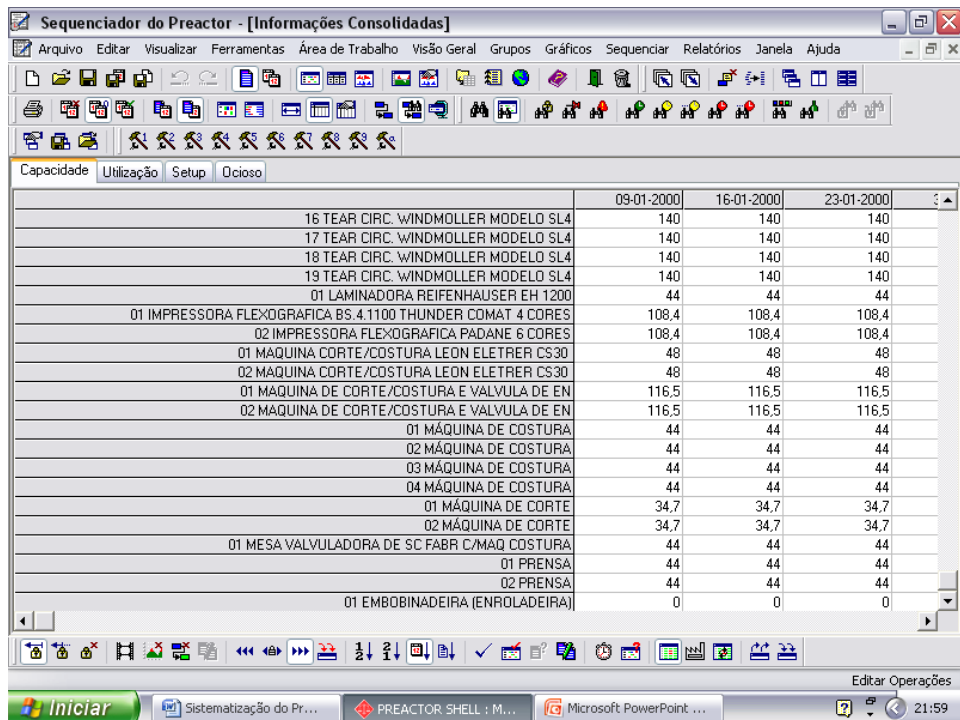 Sequenciador do Preactor - [Informações Consolidadas]
Arquivo Editar Visualizar Ferramentas Área de Trabalho Visão Geral Grupos Gráficos Sequenciar Relatórios Janela Ajuda
Capacidade Utilização Setup Ocioso
09-01-2000 16-01-2000 23-01-2000
16 TEAR CIRC. WINDMOLLER MODELO SL4 140 140 140
17 TEAR CIRC. WINDMOLLER MODELO SL4 140 140 140
18 TEAR CIRC. WINDMOLLER MODELO SL4 140 140 140
19 TEAR CIRC. WINDMOLLER MODELO SL4 140 140 140
01 LAMINADORA REIFENHAUSER EH 1200 44 44 44
01 IMPRESSORA FLEXOGRAFICA BS.4.1100 THUNDER COMAT 4 CORES 108,4 108,4 108,4
02 IMPRESSORA FLEXOGRAFICA PADANE 6 CORES 108,4 108,4 108,4
01 MAQUINA CORTE/COSTURA LEON ELETRER CS30 48 48 48
02 MAQUINA CORTE/COSTURA LEON ELETRER CS30 48 48 48
01 MAQUINA DE CORTE/COSTURA E VALVULA DE EN 116,5 116,5 116,5
02 MAQUINA DE CORTE/COSTURA E VALVULA DE EN 116,5 116,5 116,5
01 MÁQUINA DE COSTURA 44 44 44
02 MÁQUINA DE COSTURA 44 44 44
03 MÁQUINA DE COSTURA 44 44 44
04 MÁQUINA DE COSTURA 44 44 44
01 MÁQUINA DE CORTE 34,7 34,7 34,7
02 MÁQUINA DE CORTE 34,7 34,7 34,7
01 MESA VALVULADORA DE SC FABR C/MAQ COSTURA 44 44 44
01 PRENSA 44 44 44
02 PRENSA 44 44 44
01 EMBOBINADEIRA (ENROLADEIRA) 0 0 0
Editar Operações
Iniciar Sistematização do Pr... PREACTOR SHELL : M... Microsoft PowerPoint ... 21:59